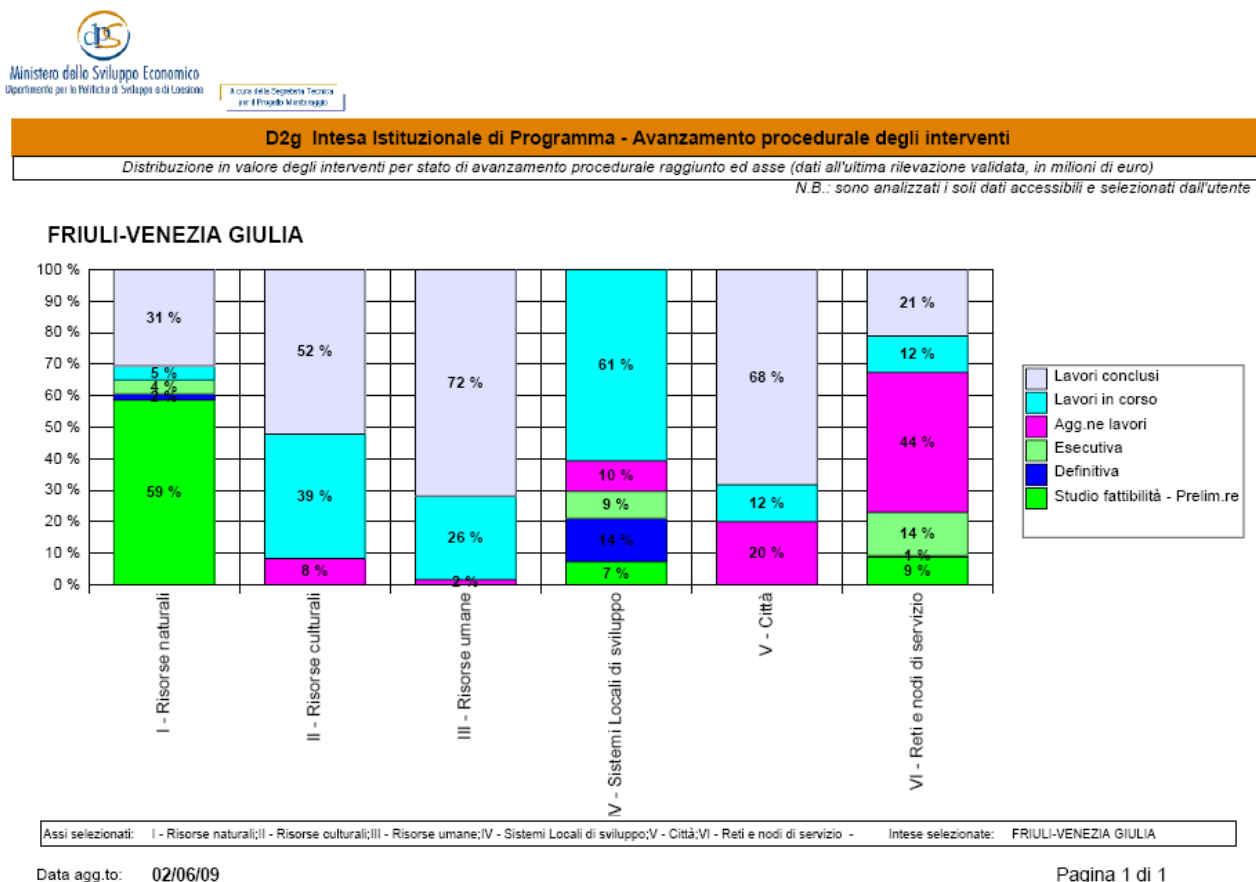 dps
Ministero dello Sviluppo Economico
Dipartimento per le Politiche di Sviluppo e di Coesione
A cura della Segreteria Tecnica
per il Progetto Monitoraggio
D2g Intesa Istituzionale di Programma - Avanzamento procedurale degli interventi
Distribuzione in valore degli interventi per stato di avanzamento procedurale raggiunto ed asse (dati all'ultima rilevazione validata, in milioni di euro)
N.B.: sono analizzati i soli dati accessibili e selezionati dall'utente
FRIULI-VENEZIA GIULIA
100 %
90 %
80 %
70 %
60 %
50 %
40 %
30 %
20 %
10 %
0 %
31 %
5 %
4 %
2 %
59 %
52 %
39 %
8 %
72 %
26 %
2 %
61 %
10 %
9 %
14 %
7 %
68 %
12 %
20 %
21 %
12 %
44 %
14 %
1 %
9 %
Lavori conclusi
Lavori in corso
Agg.ne lavori
Esecutiva
Definitiva
Studio fattibilità - Prelim.re
I - Risorse naturali
II - Risorse culturali
III - Risorse umane
IV - Sistemi Locali di sviluppo
V - Città
VI - Reti e nodi di servizio
Assi selezionati: I - Risorse naturali;II - Risorse culturali;III - Risorse umane;IV - Sistemi Locali di sviluppo;V - Città;VI - Reti e nodi di servizio - Intese selezionate: FRIULI-VENEZIA GIULIA
Data agg.to: 02/06/09
Pagina 1 di 1